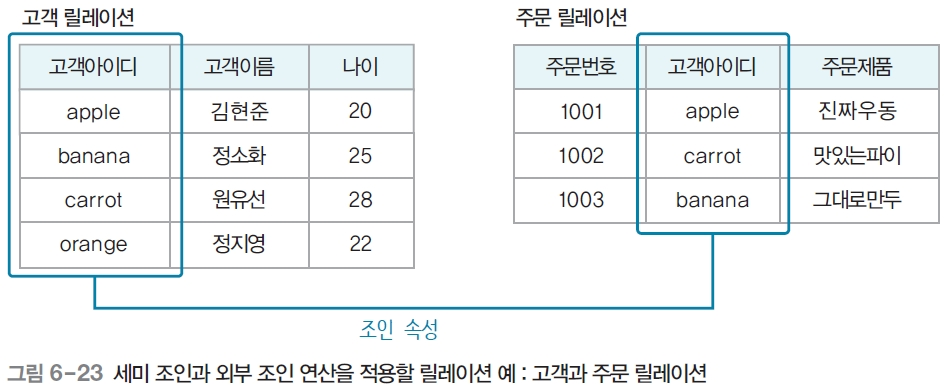 고객 릴레이션
고객아이디 고객이름 나이
apple 김현준 20
banana 정소화 25
carrot 원유선 28
orange 정지영 22
주문 릴레이션
주문번호 고객아이디 주문제품
1001 apple 진짜우동
1002 carrot 맛있는파이
1003 banana 그대로만두
조인 속성
그림 6-23 세미 조인과 외부 조인 연산을 적용할 릴레이션 예 : 고객과 주문 릴레이션